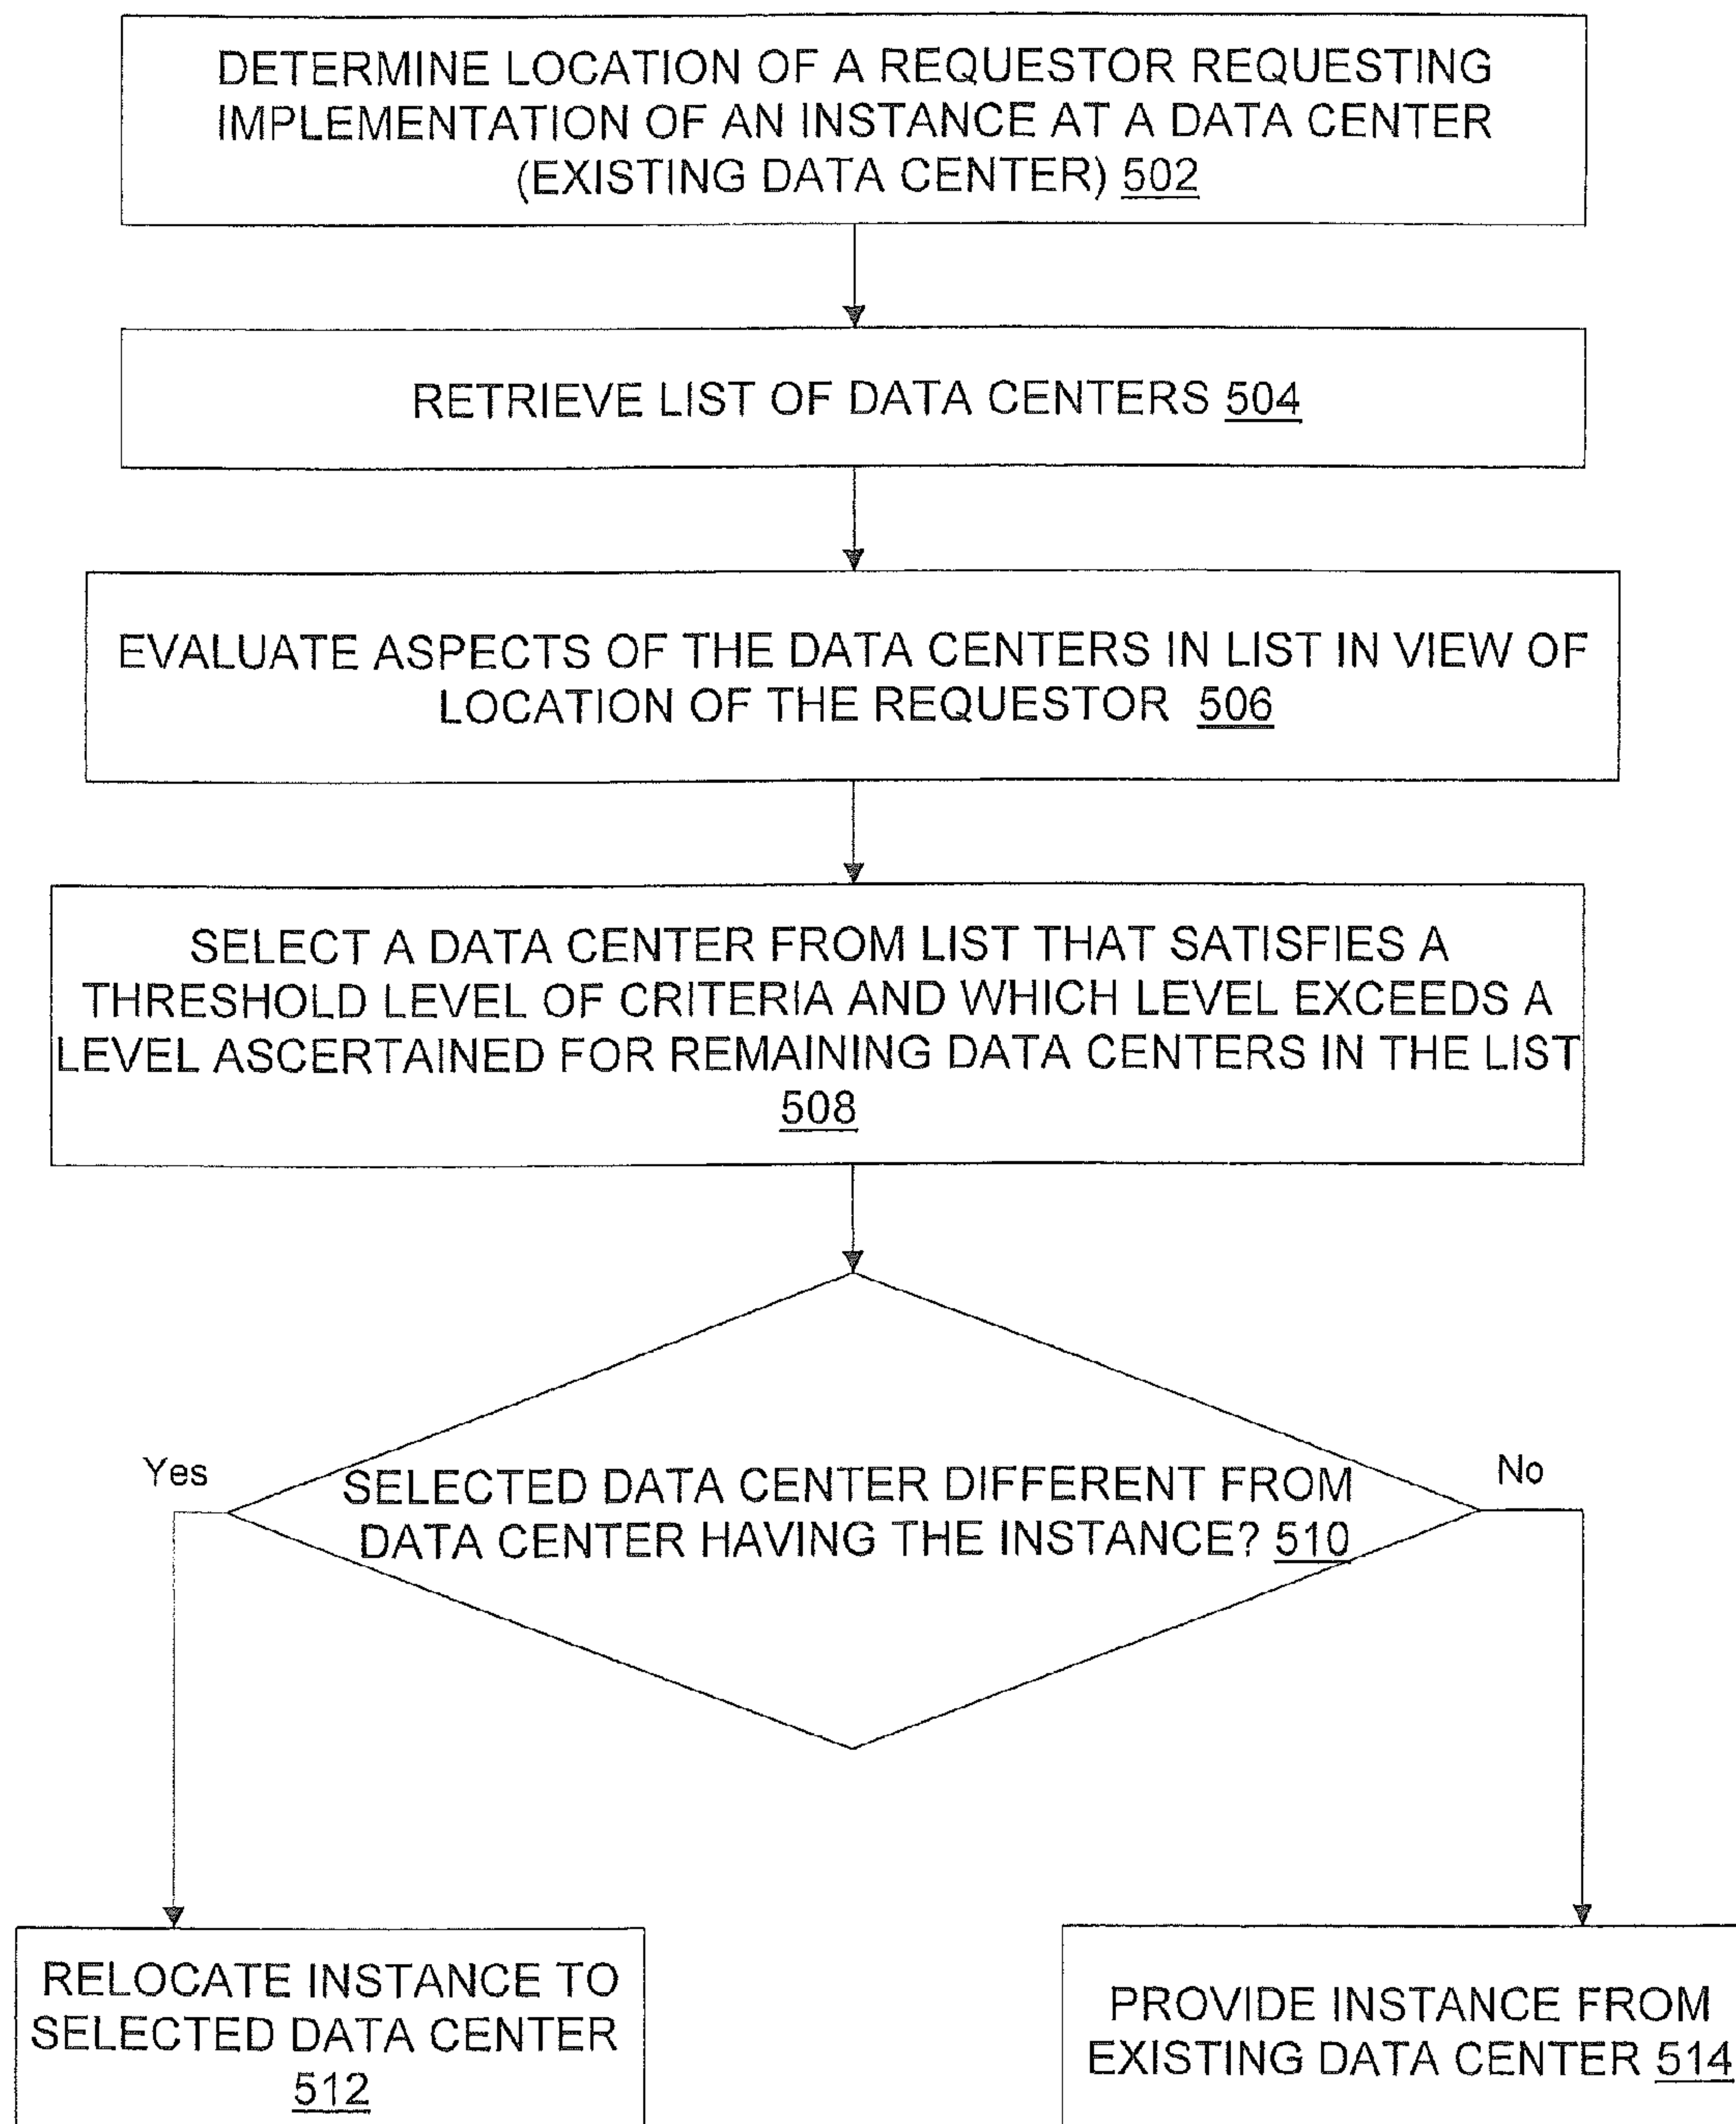 DETERMINE LOCATION OF A REQUESTOR REQUESTING
IMPLEMENTATION OF AN INSTANCE AT A DATA CENTER
(EXISTING DATA CENTER) 502
RETRIEVE LIST OF DATA CENTERS 504
EVALUATE ASPECTS OF THE DATA CENTERS IN LIST IN VIEW OF
LOCATION OF THE REQUESTOR 506
SELECT A DATA CENTER FROM LIST THAT SATISFIES A
THRESHOLD LEVEL OF CRITERIA AND WHICH LEVEL EXCEEDS A
LEVEL ASCERTAINED FOR REMAINING DATA CENTERS IN THE LIST
508
Yes
No
SELECTED DATA CENTER DIFFERENT FROM
DATA CENTER HAVING THE INSTANCE? 510
RELOCATE INSTANCE TO
SELECTED DATA CENTER
512
PROVIDE INSTANCE FROM
EXISTING DATA CENTER 514